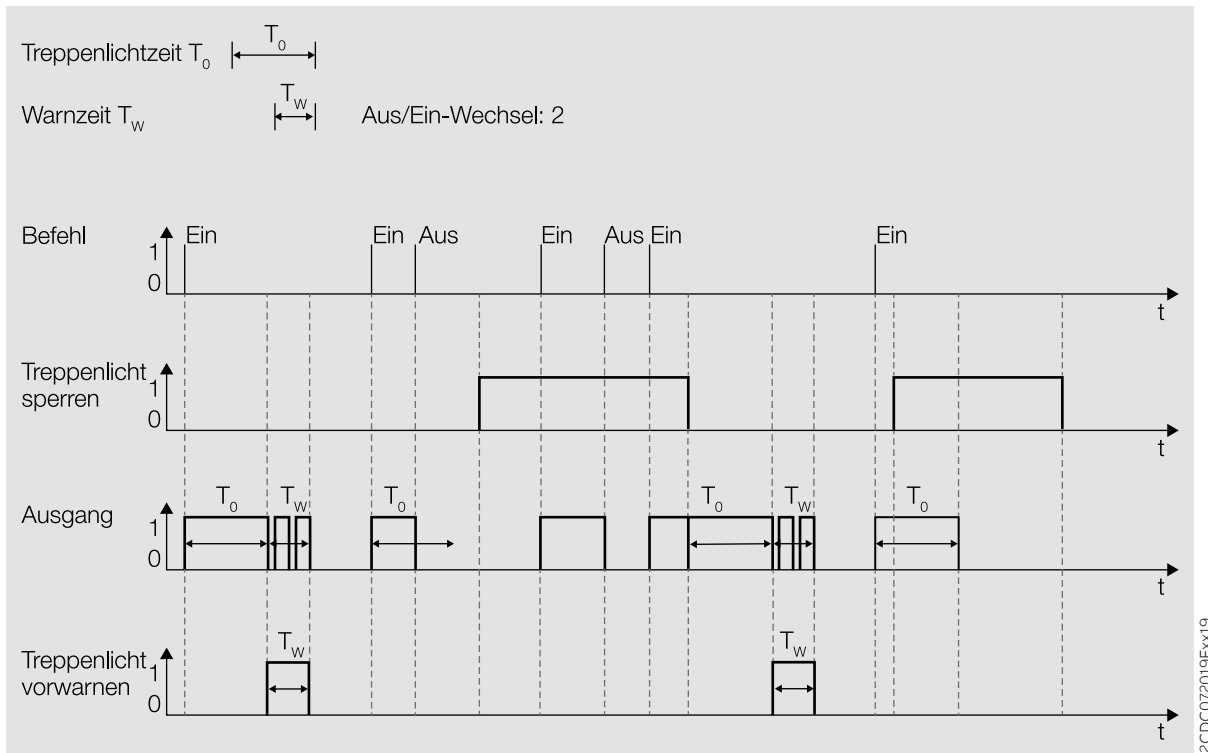 Treppenlichtzeit T0 T0
Warnzeit TW TW Aus/Ein-Wechsel: 2
Befehl 1 0 Ein Ein Aus Ein Aus Ein Ein
t
Treppenlicht sperren 1 0
t
Ausgang 1 0 T0 TW T0 T0 TW T0
t
Treppenlicht vorwarnen 1 0 TW TW
t
2CDC072019Fxx19